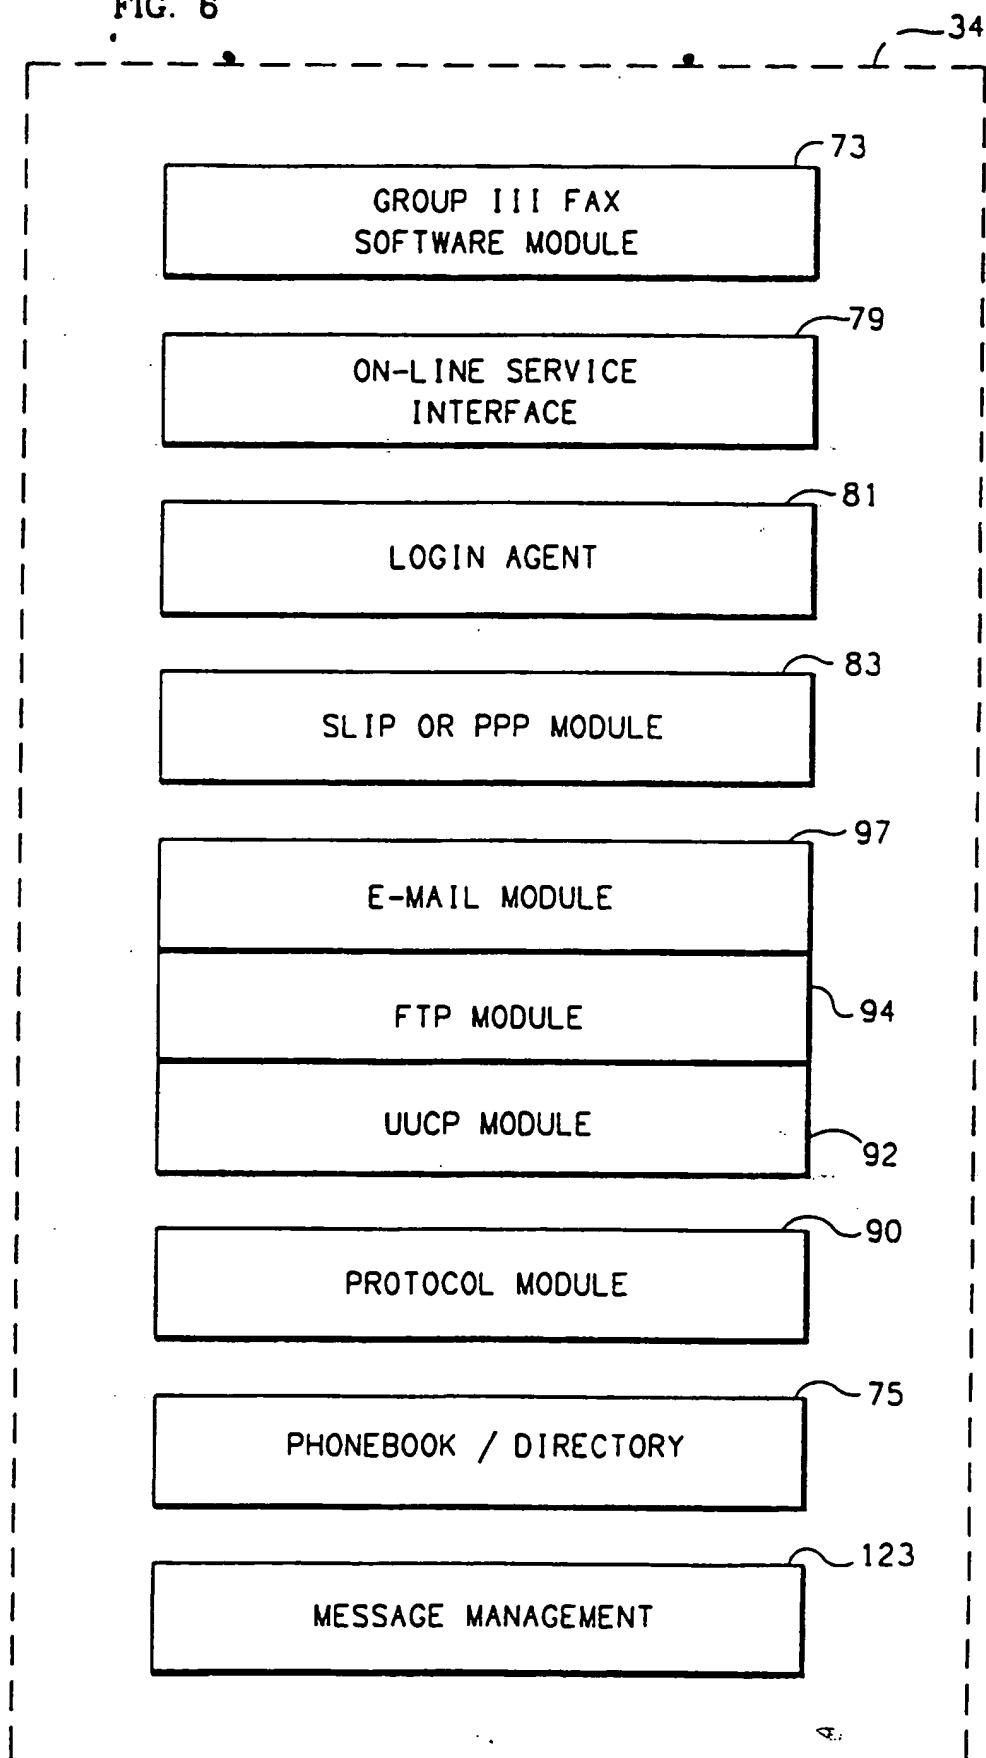 FIG. 6
34
73
GROUP III FAX
SOFTWARE MODULE
79
ON-LINE SERVICE
INTERFACE
81
LOGIN AGENT
83
SLIP OR PPP MODULE
97
E-MAIL MODULE
FTP MODULE
94
UUCP MODULE
92
90
PROTOCOL MODULE
75
PHONEBOOK / DIRECTORY
123
MESSAGE MANAGEMENT